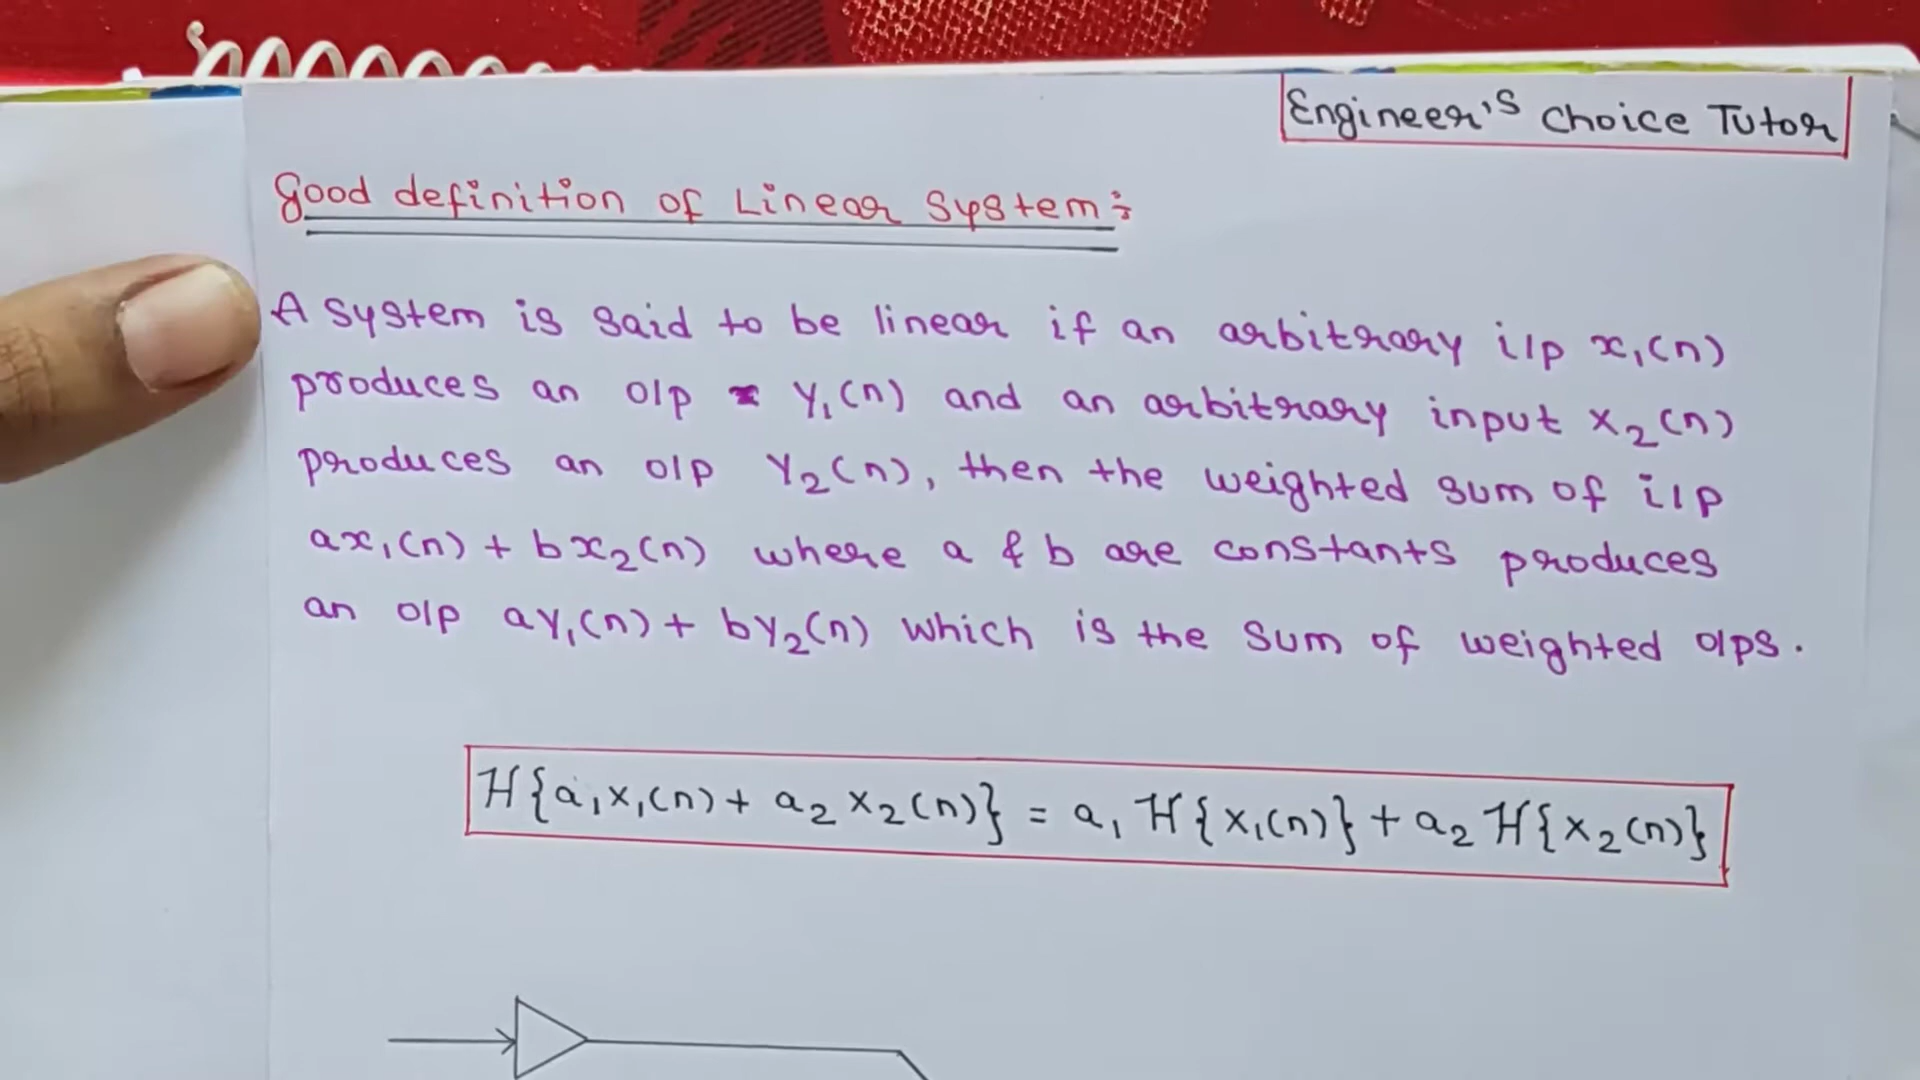 Engineer's Choice Tutor
Good definition of Linear System:
A system is said to be linear if an arbitrary i/p x₁(n)
produces an o/p y₁(n) and an arbitrary input x₂(n)
produces an o/p y₂(n), then the weighted sum of i/p
ax₁(n) + bx₂(n) where a & b are constants produces
an o/p ay₁(n) + by₂(n) which is the sum of weighted o/ps.
H{a₁x₁(n) + a₂x₂(n)} = a₁H{x₁(n)} + a₂H{x₂(n)}